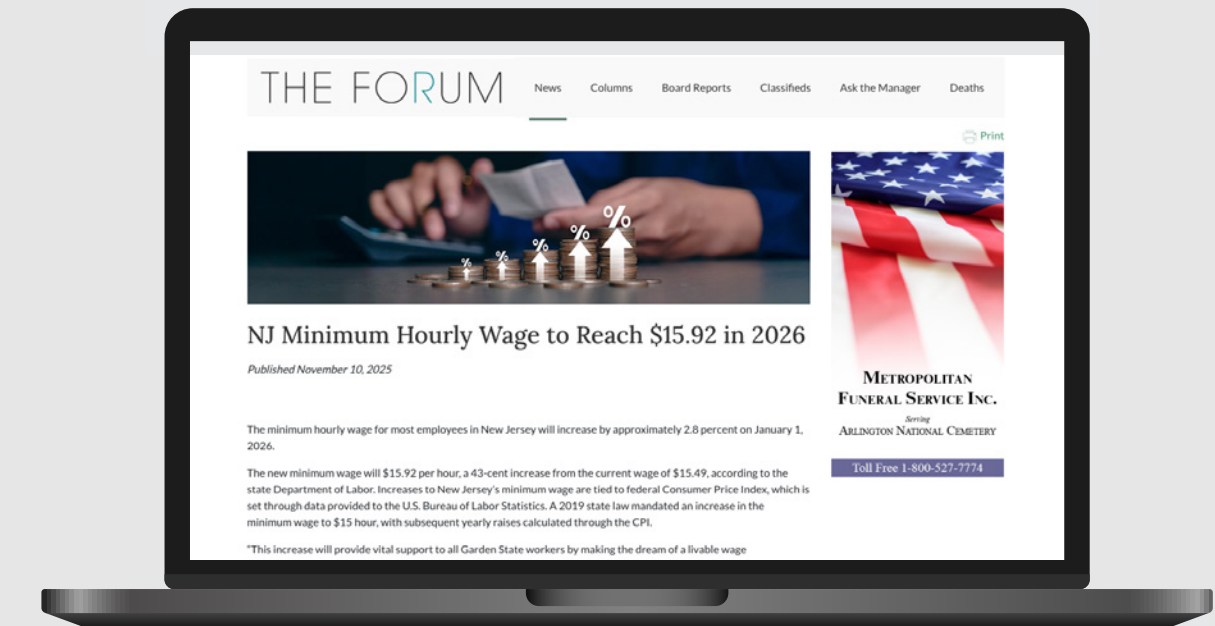 THE FORUM
News
Columns
Board Reports
Classifieds
Ask the Manager
Deaths
Print
%
%
%
%
%
NJ Minimum Hourly Wage to Reach $15.92 in 2026
Published November 10, 2025
The minimum hourly wage for most employees in New Jersey will increase by approximately 2.8 percent on January 1,
2026.
The new minimum wage will $15.92 per hour, a 43-cent increase from the current wage of $15.49, according to the
state Department of Labor. Increases to New Jersey's minimum wage are tied to federal Consumer Price Index, which is
set through data provided to the U.S. Bureau of Labor Statistics. A 2019 state law mandated an increase in the
minimum wage to $15 hour, with subsequent yearly raises calculated through the CPI.
"This increase will provide vital support to all Garden State workers by making the dream of a livable wage
METROPOLITAN
FUNERAL SERVICE INC.
Serving
ARLINGTON NATIONAL CEMETERY
Toll Free 1-800-527-7774